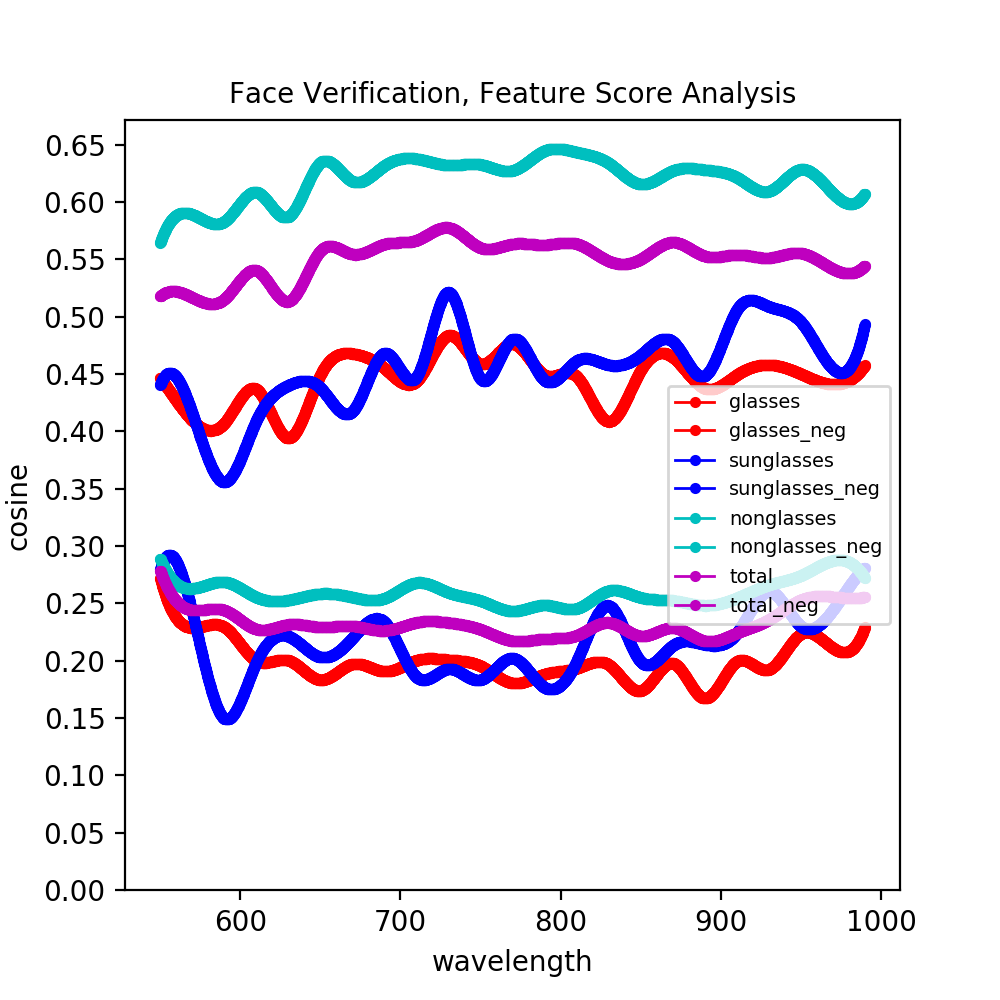 Face Verification, Feature Score Analysis
0.65
0.60
0.55
0.50
0.45
0.40
0.35
0.30
0.25
0.20
0.15
0.10
0.05
0.00
cosine
glasses
glasses_neg
sunglasses
sunglasses_neg
nonglasses
nonglasses_neg
total
total_neg
600 700 800 900 1000
wavelength